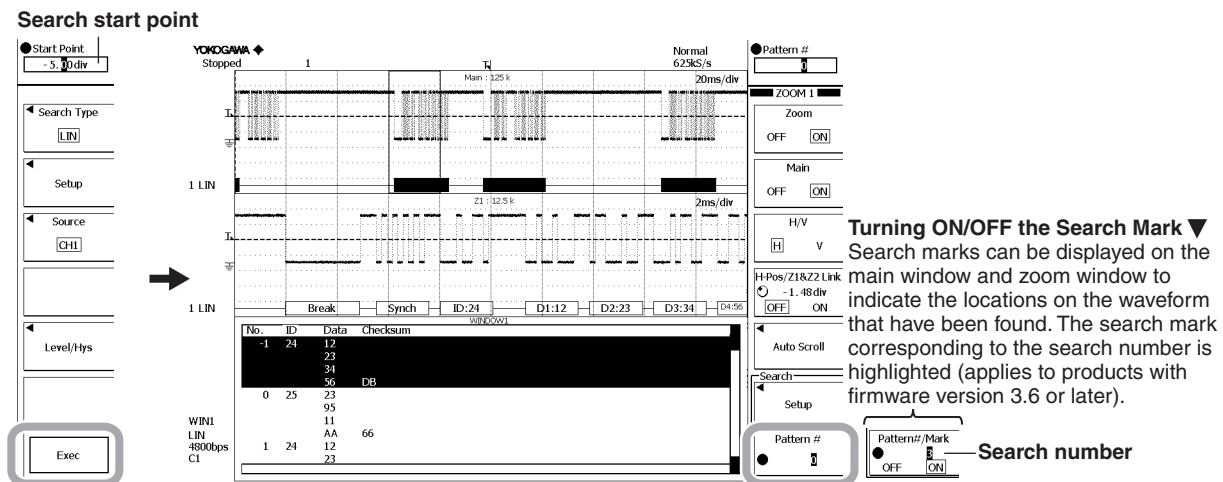 Search start point
Start Point
-5.00div
Search Type
LIN
Setup
Source
CH1
Level/Hys
Exec
YOKOGAWA
Stopped
1
T
Normal
625kS/s
Main : 125 k
20ms/div
T
1 LIN
Z1 : 12.5 k
2ms/div
T
1 LIN
Break
Synch
ID:24
D1:12
D2:23
D3:34
D4:56
WINDOW1
No. ID Data Checksum
-1 24 12
23
34
56 DB
0 25 23
95
11
AA 66
1 24 12
23
WIN1
LIN
4800bps
C1
Pattern #
0
ZOOM 1
Zoom
OFF ON
Main
OFF ON
H/V
H V
H-Pos/Z1&Z2 Link
-1.48div
OFF ON
Auto Scroll
Search
Setup
Pattern #
0
Turning ON/OFF the Search Mark ▼
Search marks can be displayed on the
main window and zoom window to
indicate the locations on the waveform
that have been found. The search mark
corresponding to the search number is
highlighted (applies to products with
firmware version 3.6 or later).
Pattern#/Mark
3
OFF ON
Search number